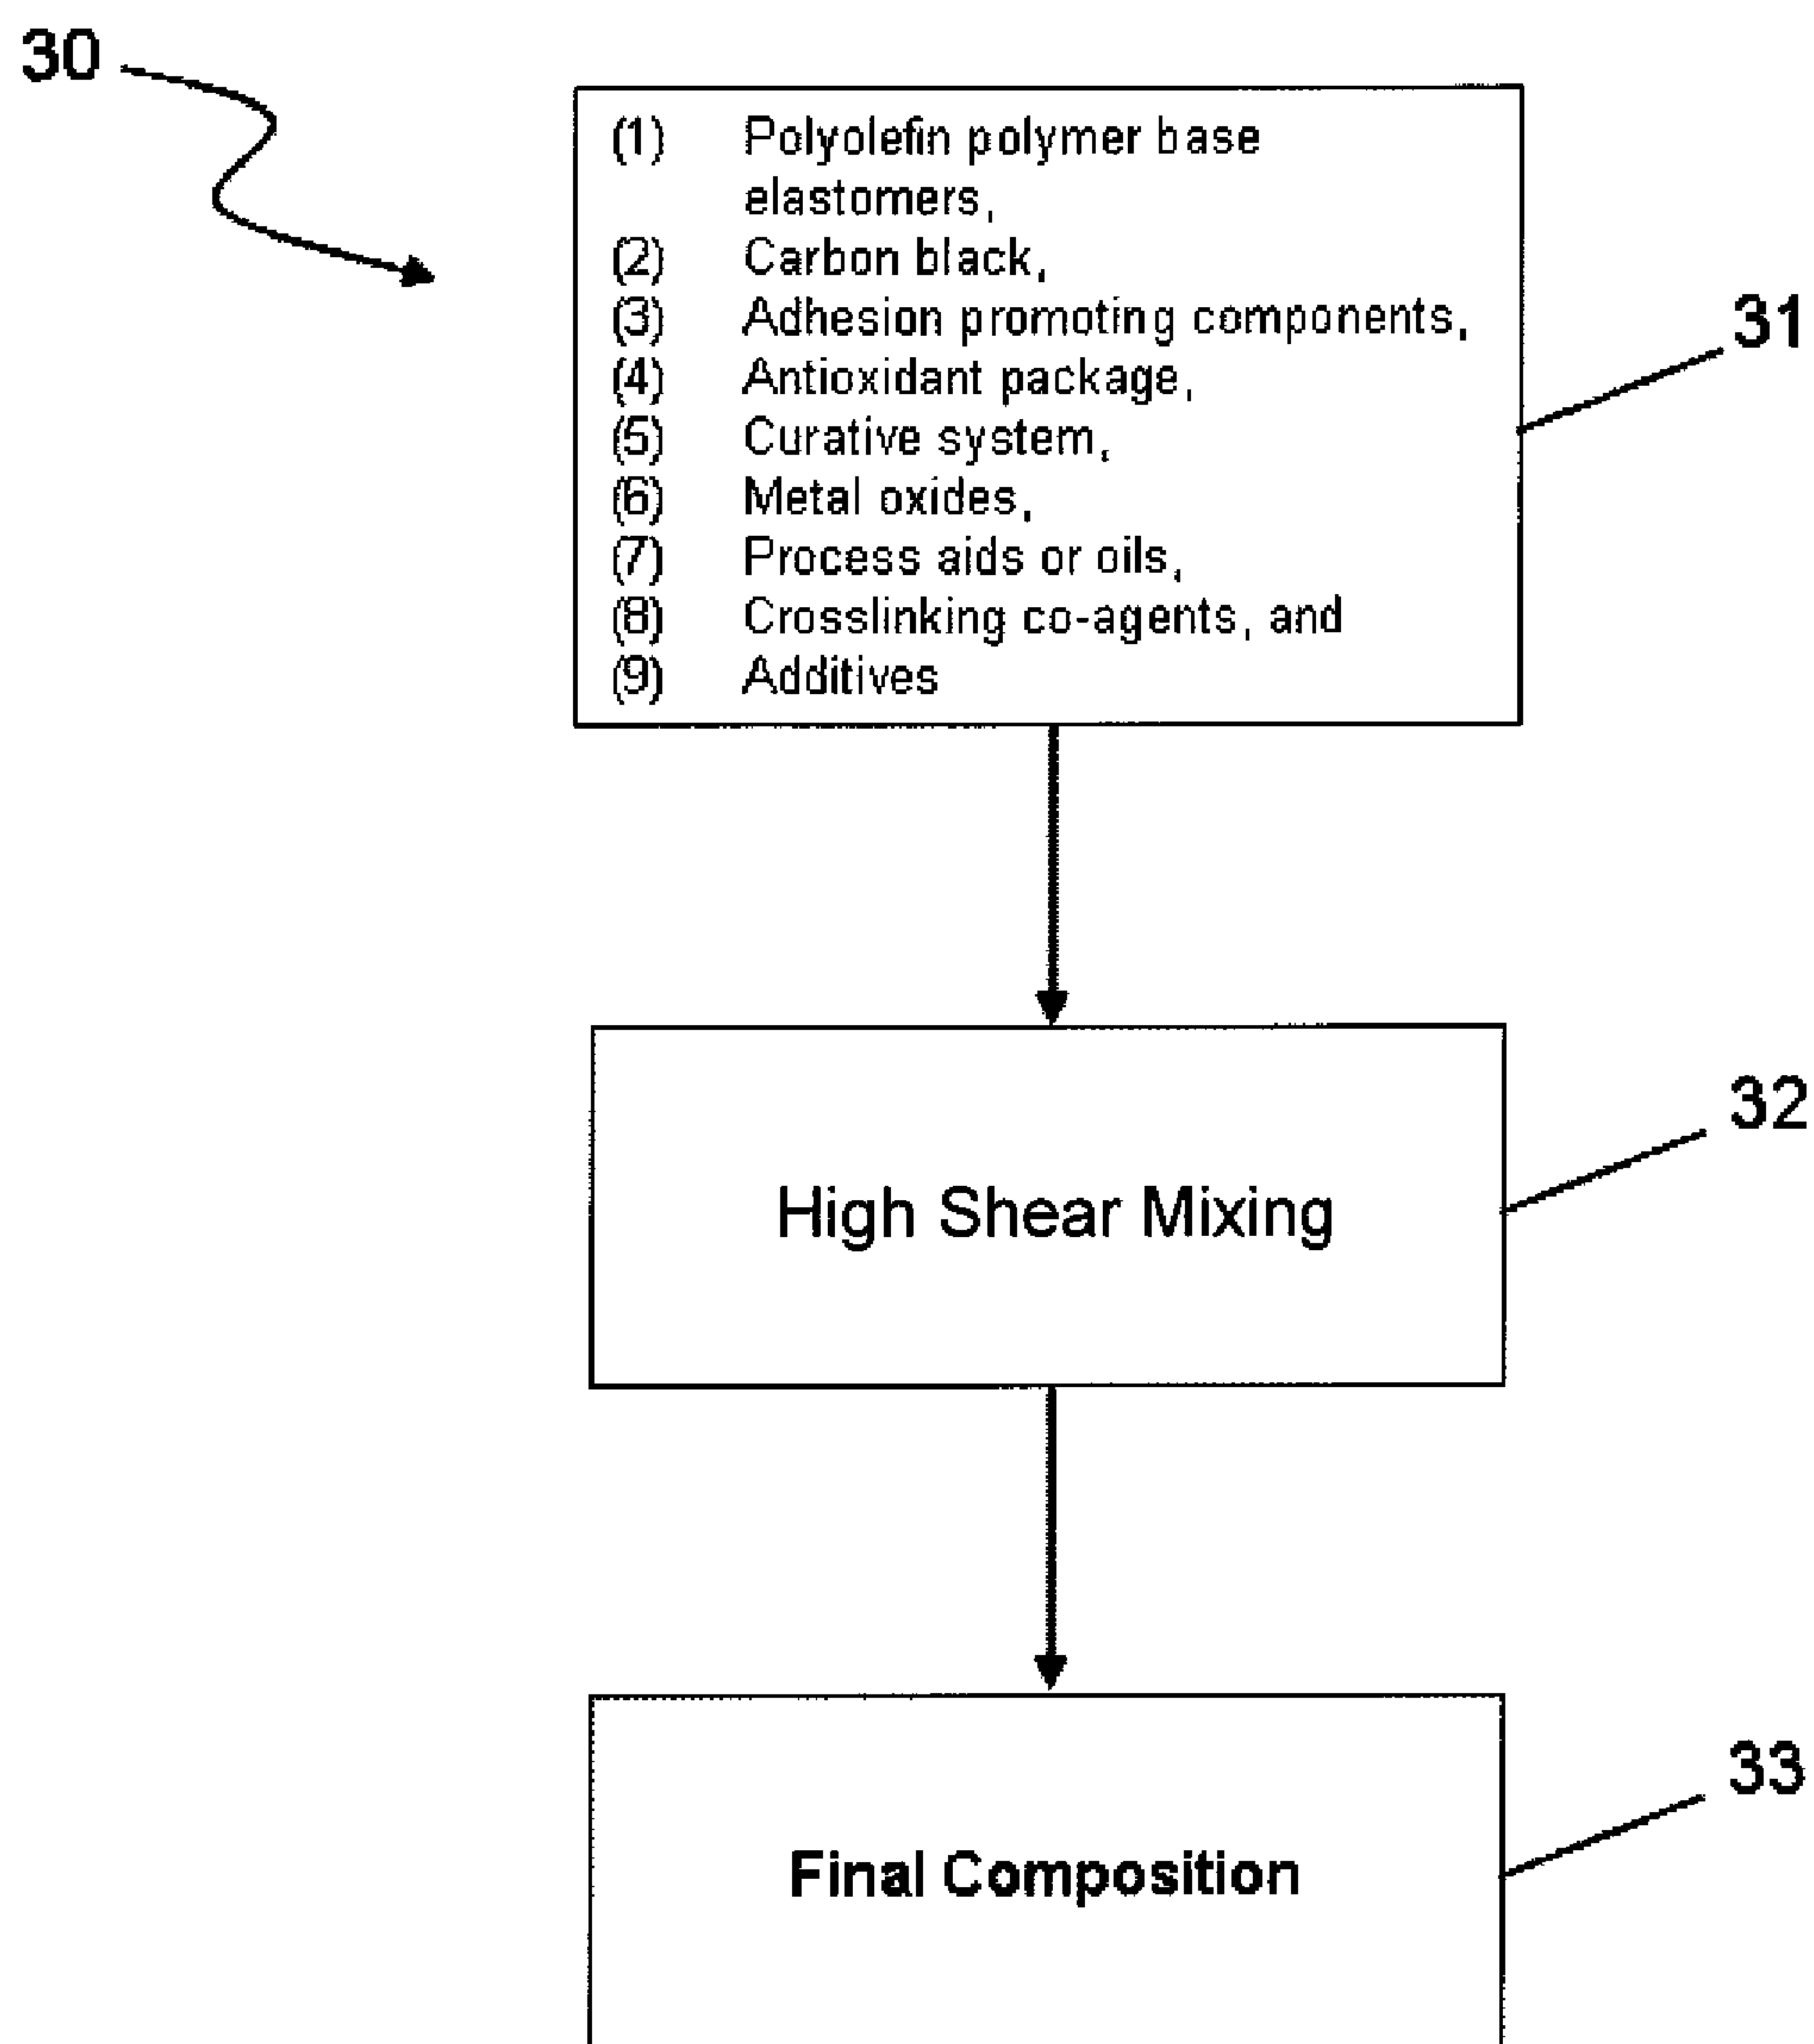 30
(1) Polyolefin polymer base
elastomers,
(2) Carbon black,
(3) Adhesion promoting components,
(4) Antioxidant package,
(5) Curative system,
(6) Metal oxides,
(7) Process aids or oils,
(8) Crosslinking co-agents, and
(9) Additives
31
High Shear Mixing
32
Final Composition
33